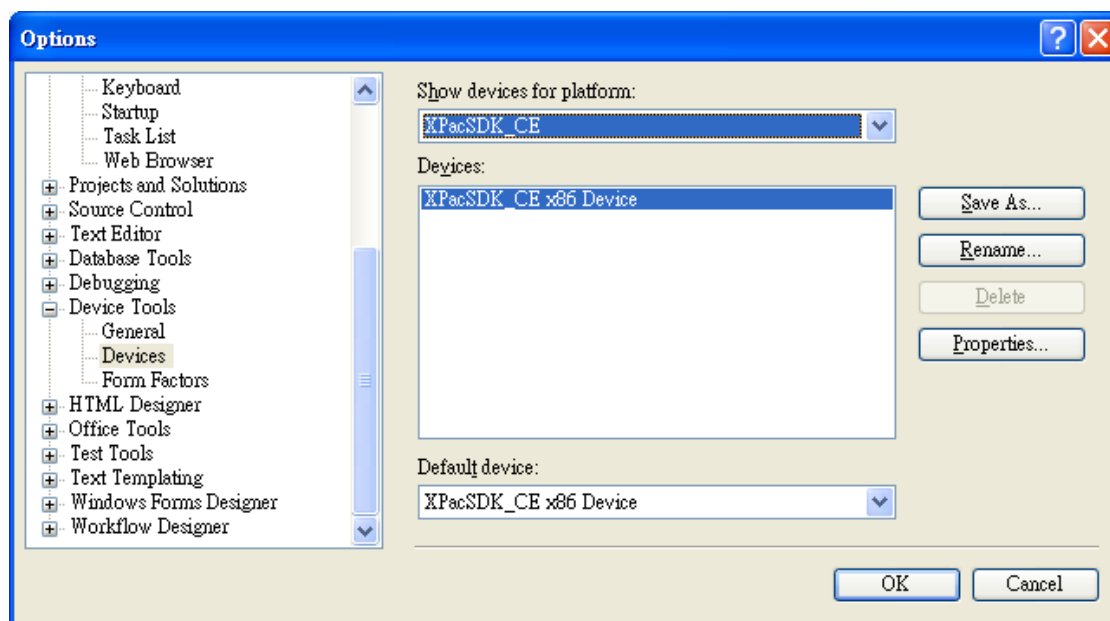 Options
Keyboard
Startup
Task List
Web Browser
Projects and Solutions
Source Control
Text Editor
Database Tools
Debugging
Device Tools
General
Devices
Form Factors
HTML Designer
Office Tools
Test Tools
Text Templating
Windows Forms Designer
Workflow Designer
Show devices for platform:
XPacSDK_CE
Devices:
XPacSDK_CE x86 Device
Save As...
Rename...
Delete
Properties...
Default device:
XPacSDK_CE x86 Device
OK
Cancel